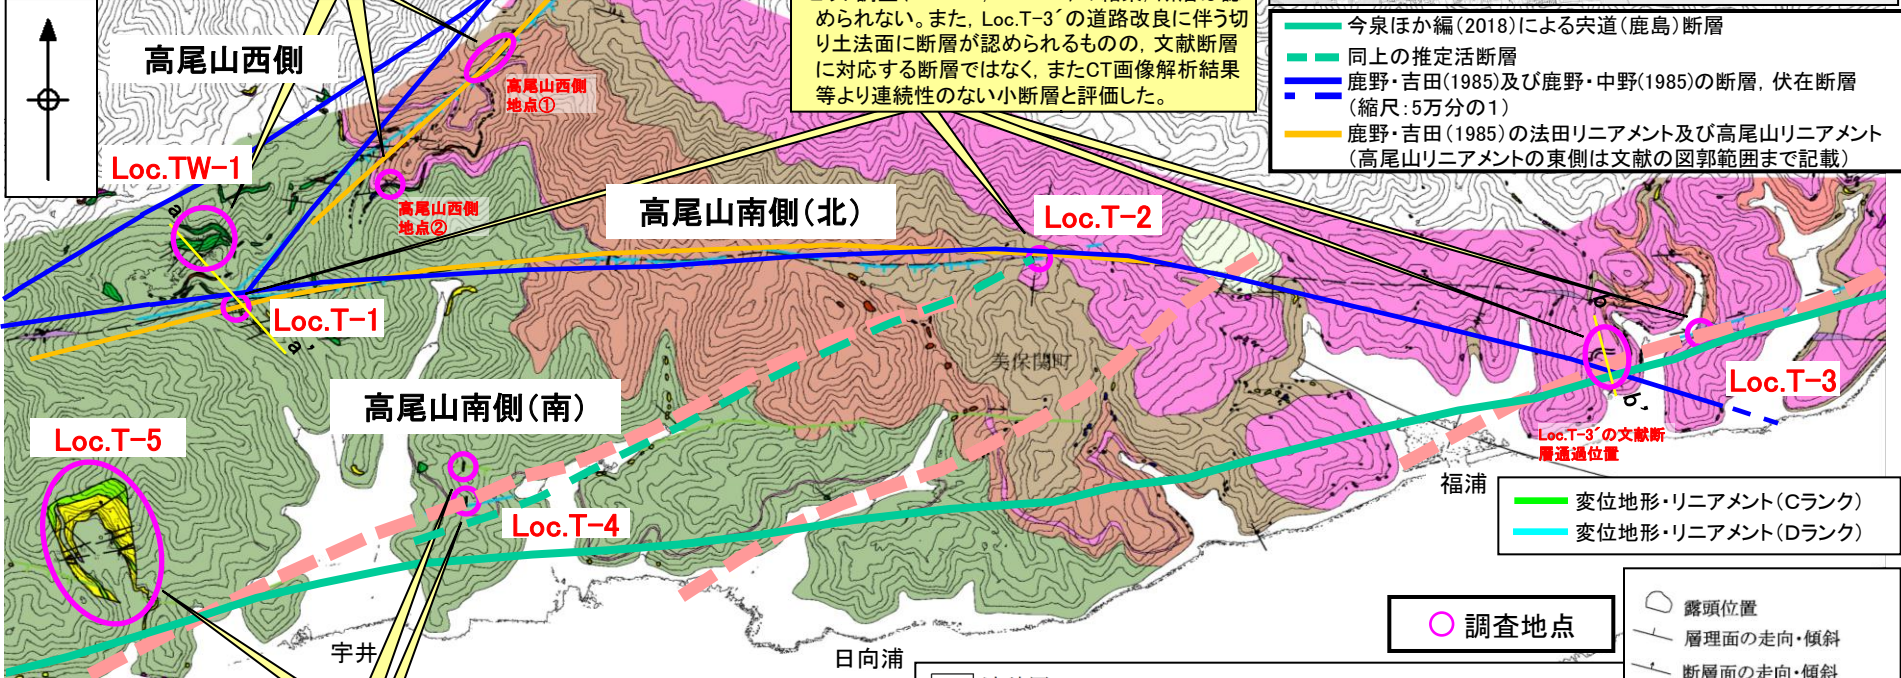 められない。また，Loc.T-3´の道路改良に伴う切
り土法面に断層が認められるものの，文献断層
に対応する断層ではなく，またCT画像解析結果
等より連続性のない小断層と評価した。
今泉ほか編(2018)による宍道(鹿島)断層
同上の推定活断層
鹿野・吉田(1985)及び鹿野・中野(1985)の断層，伏在断層
(縮尺：5万分の1)
鹿野・吉田(1985)の法田リニアメント及び高尾山リニアメント
(高尾山リニアメントの東側は文献の図郭範囲まで記載)
高尾山西側
高尾山西側
地点①
Loc.TW-1
高尾山西側
地点②
高尾山南側(北)
Loc.T-2
a
Loc.T-1
a'
b
美保関町
Loc.T-3
b'
高尾山南側(南)
Loc.T-5
Loc.T-3´の文献断
層通過位置
福浦
Loc.T-4
変位地形・リニアメント(Cランク)
変位地形・リニアメント(Dランク)
調査地点
宇井
日向浦
露頭位置
層理面の走向・傾斜
断層面の走向・傾斜